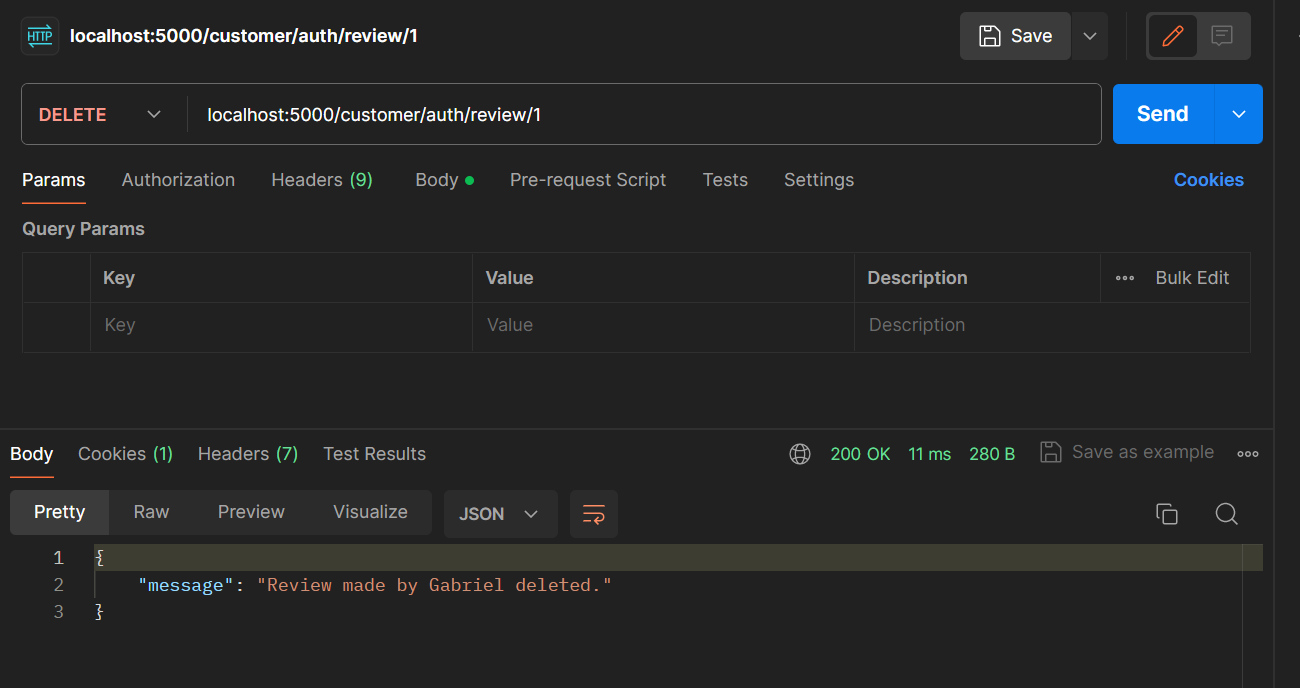 HTTP localhost:5000/customer/auth/review/1 Save
DELETE localhost:5000/customer/auth/review/1 Send
Params Authorization Headers (9) Body Pre-request Script Tests Settings Cookies
Query Params
Key Value Description Bulk Edit
Key Value Description
Body Cookies (1) Headers (7) Test Results 200 OK 11 ms 280 B Save as example
Pretty Raw Preview Visualize JSON
1 {
2 "message": "Review made by Gabriel deleted."
3 }